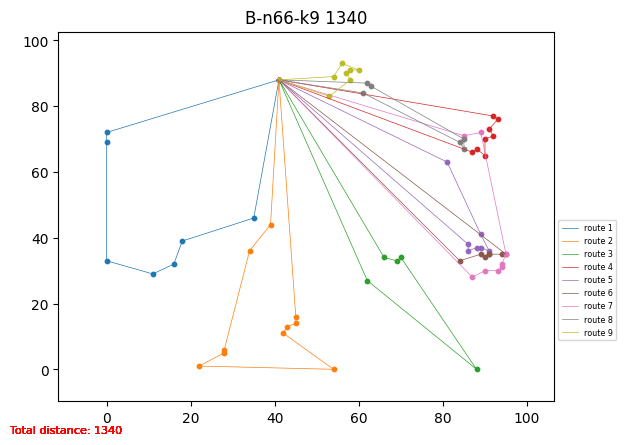 B-n66-k9 1340
100
80
60
40
20
0
0 20 40 60 80 100
route 1
route 2
route 3
route 4
route 5
route 6
route 7
route 8
route 9
Total distance: 1340